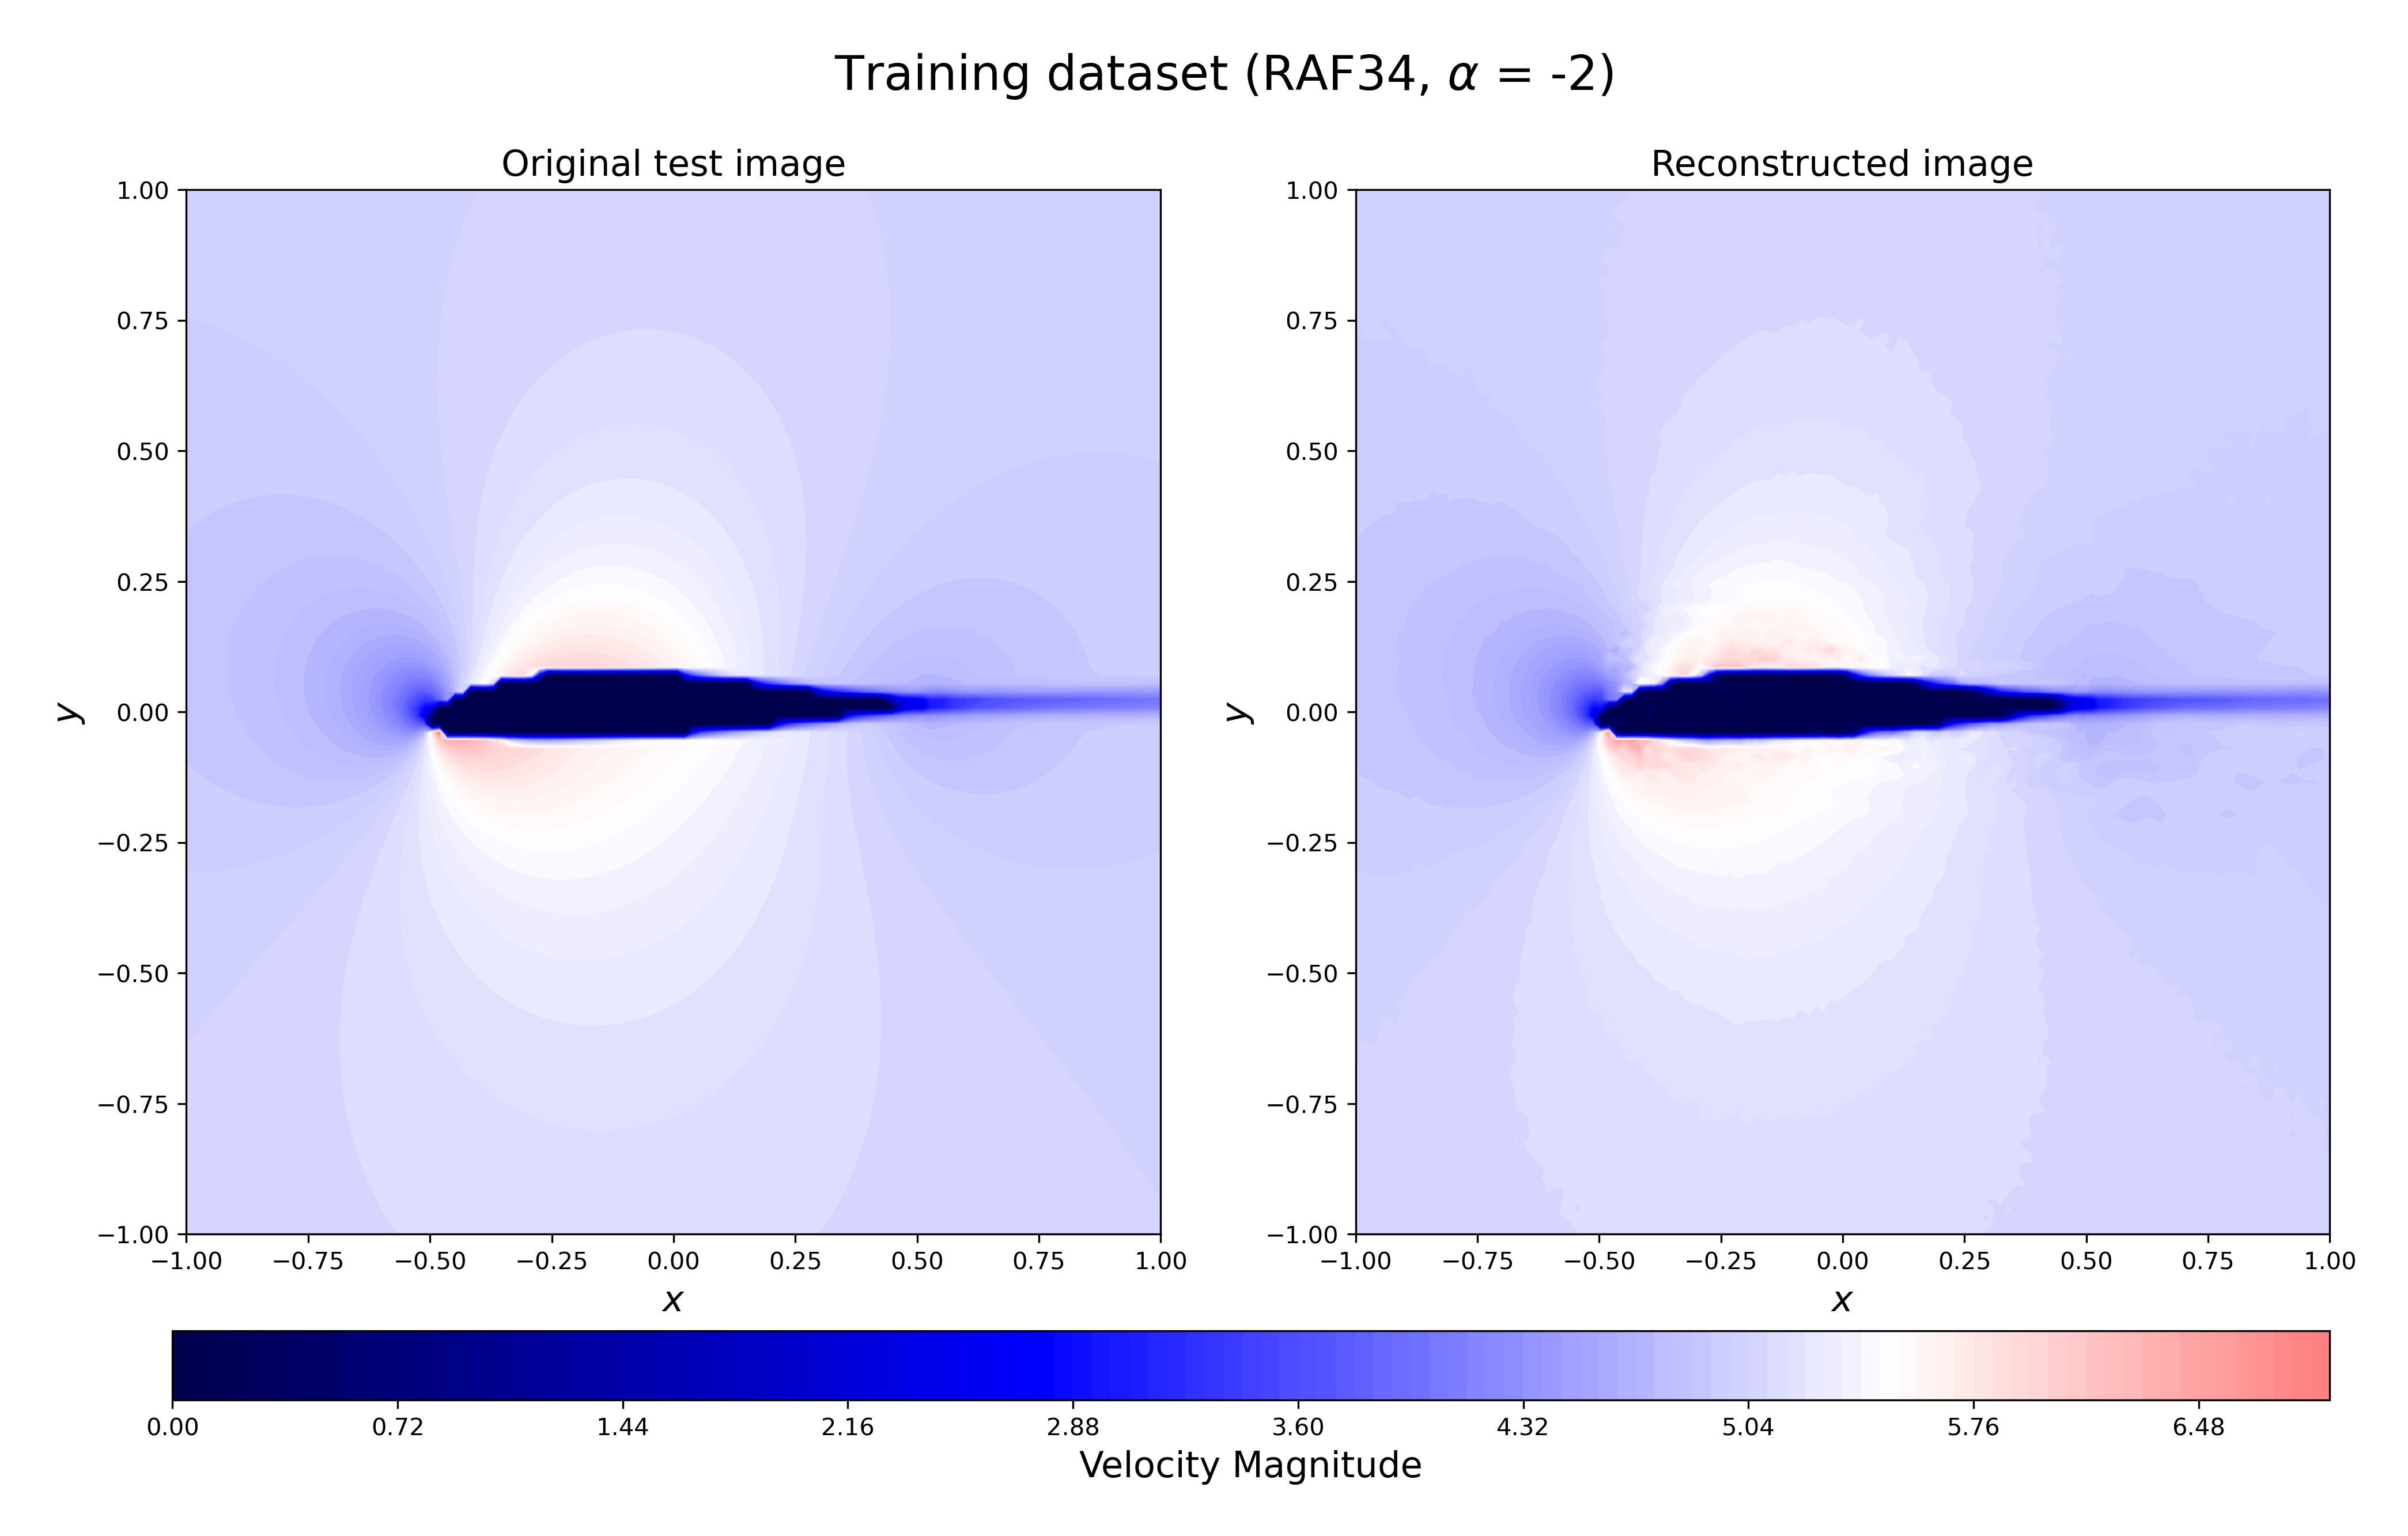 Training dataset (RAF34, α = -2)
Original test image
Reconstructed image
1.00
0.75
0.50
0.25
0.00
−0.25
−0.50
−0.75
−1.00
y
−1.00 −0.75 −0.50 −0.25 0.00 0.25 0.50 0.75 1.00
x
1.00
0.75
0.50
0.25
0.00
−0.25
−0.50
−0.75
−1.00
y
−1.00 −0.75 −0.50 −0.25 0.00 0.25 0.50 0.75 1.00
x
0.00 0.72 1.44 2.16 2.88 3.60 4.32 5.04 5.76 6.48
Velocity Magnitude